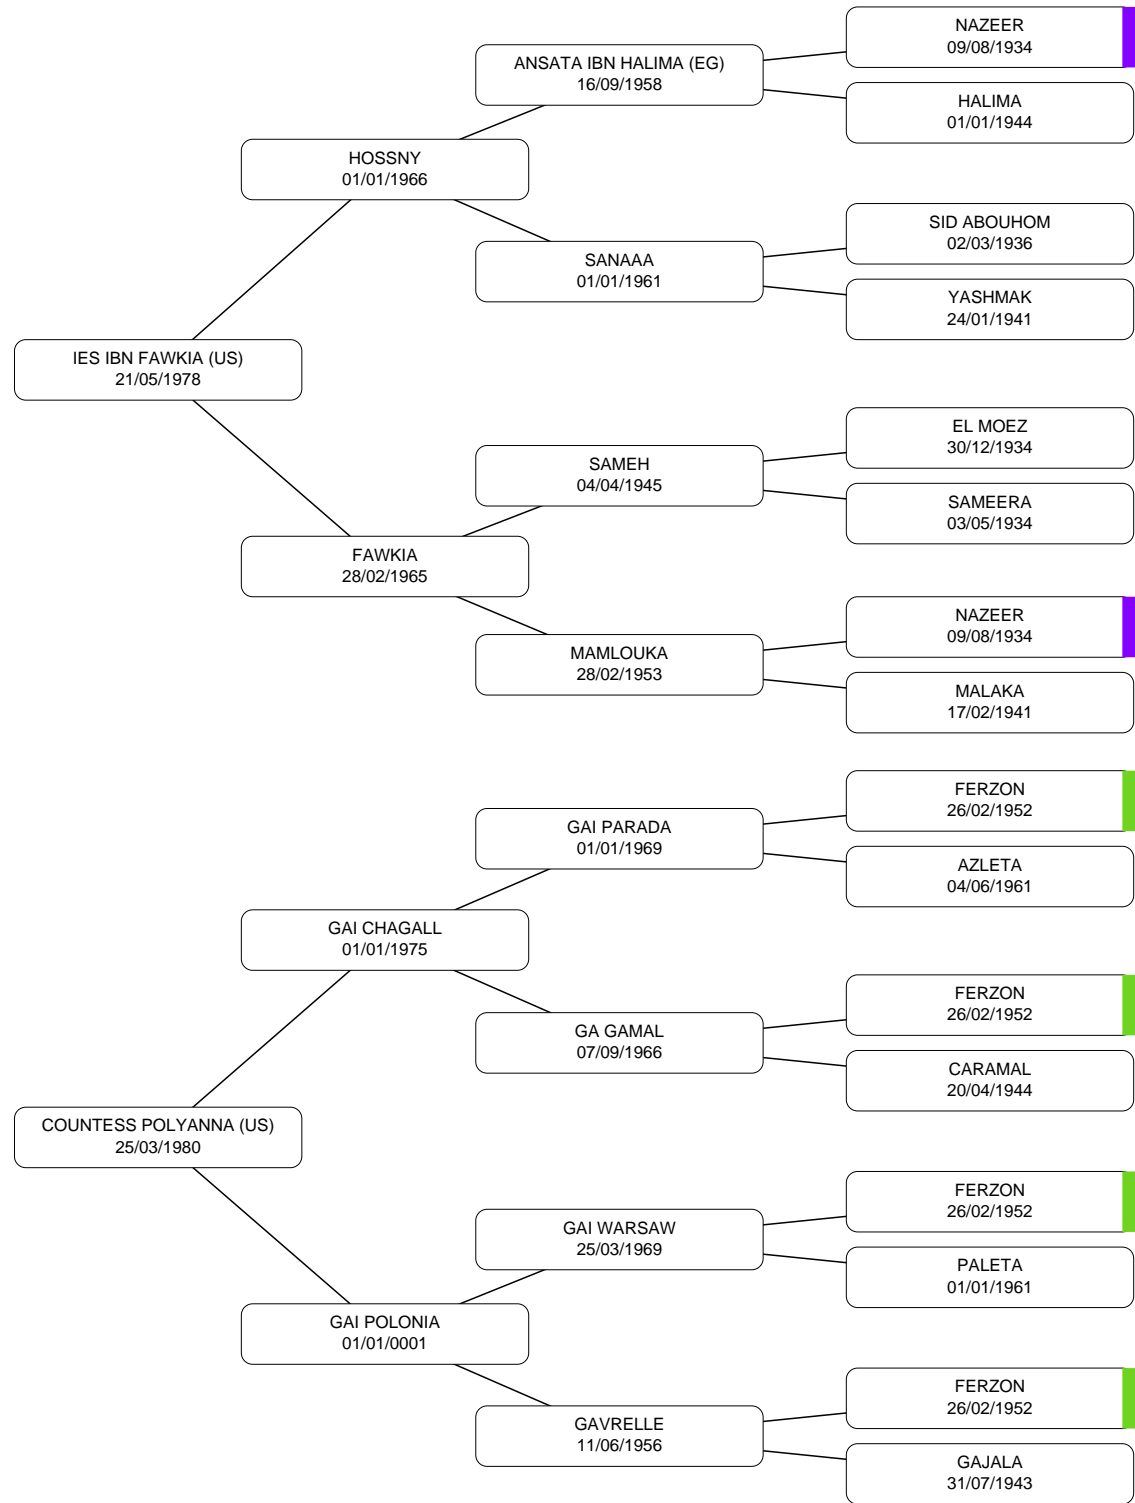 NAZEER
09/08/1934
ANSATA IBN HALIMA (EG)
16/09/1958
HALIMA
01/01/1944
HOSSNY
01/01/1966
SID ABOUHOM
02/03/1936
SANAAA
01/01/1961
YASHMAK
24/01/1941
IES IBN FAWKIA (US)
21/05/1978
EL MOEZ
30/12/1934
SAMEH
04/04/1945
SAMEERA
03/05/1934
FAWKIA
28/02/1965
NAZEER
09/08/1934
MAMLOUKA
28/02/1953
MALAKA
17/02/1941
FERZON
26/02/1952
GAI PARADA
01/01/1969
AZLETA
04/06/1961
GAI CHAGALL
01/01/1975
FERZON
26/02/1952
GA GAMAL
07/09/1966
CARAMAL
20/04/1944
COUNTESS POLYANNA (US)
25/03/1980
FERZON
26/02/1952
GAI WARSAW
25/03/1969
PALETA
01/01/1961
GAI POLONIA
01/01/0001
FERZON
26/02/1952
GAVRELLE
11/06/1956
GAJALA
31/07/1943